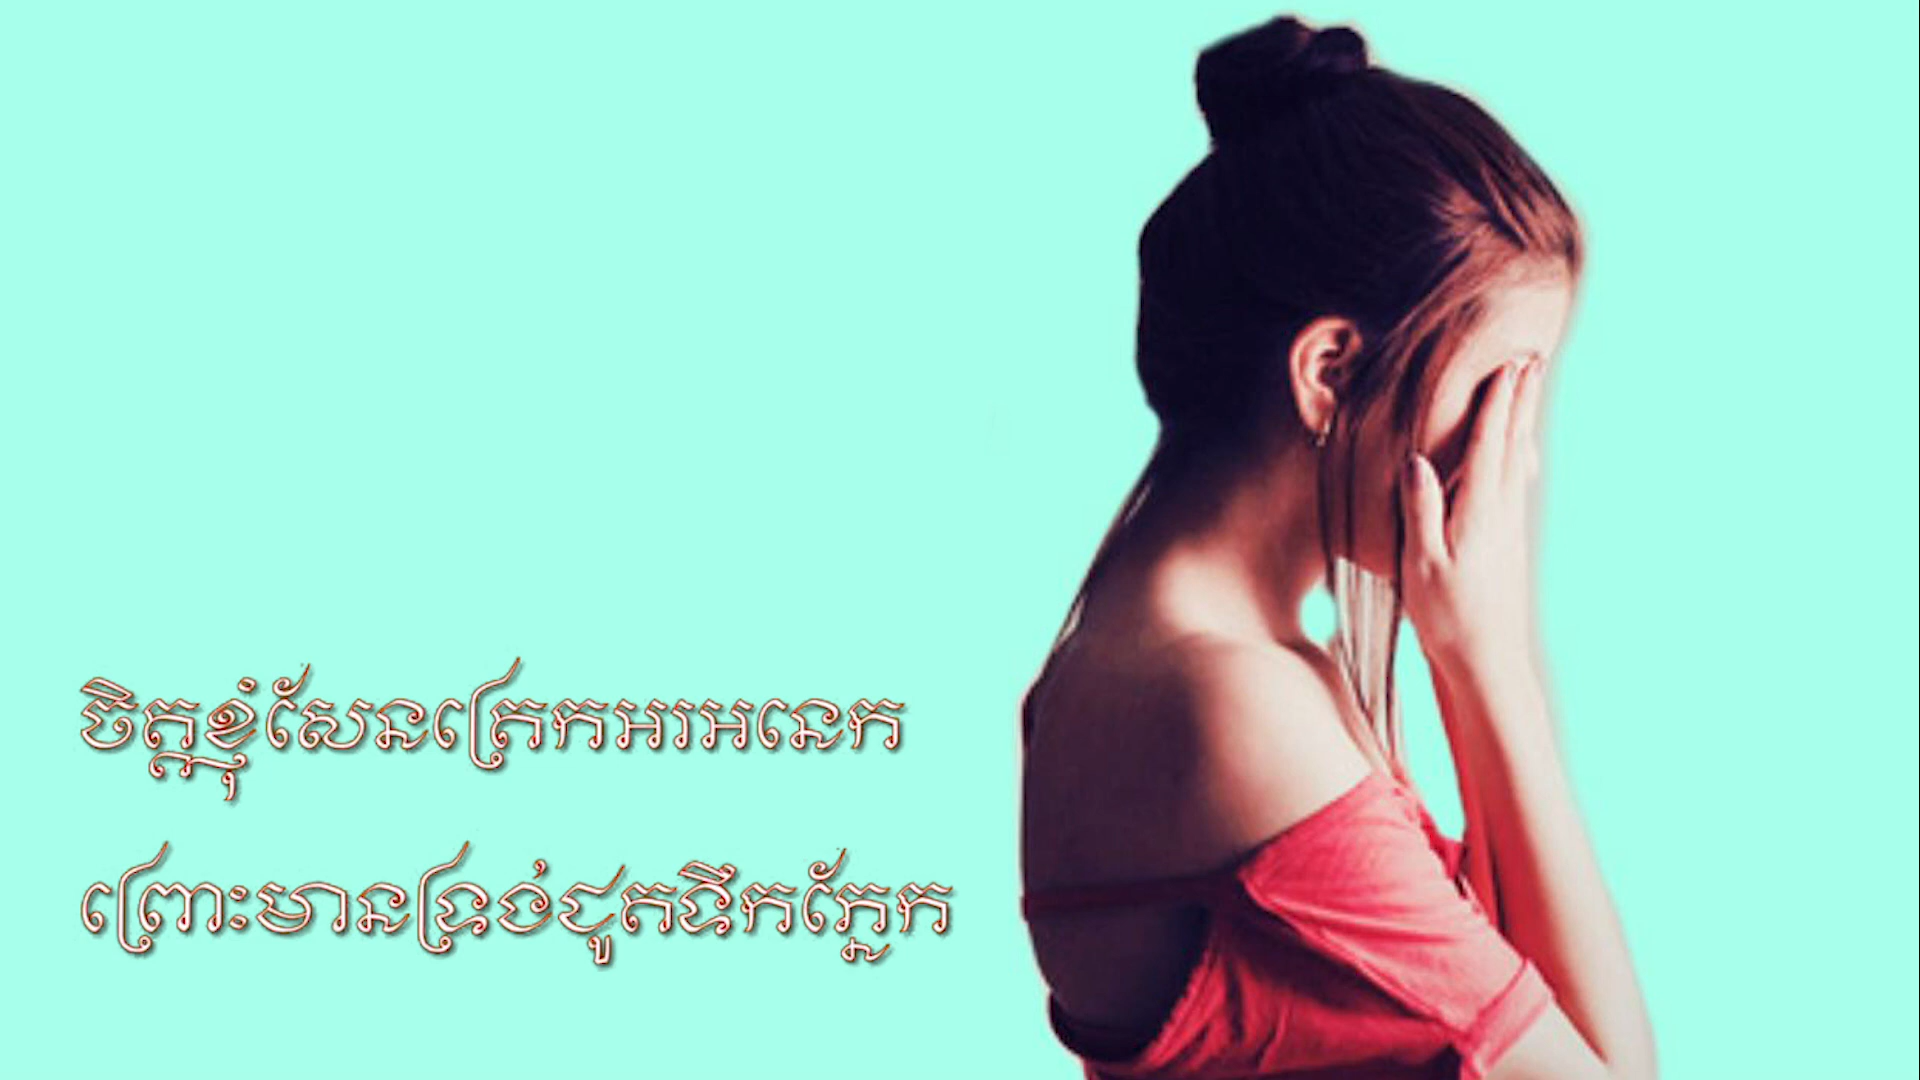 ចិត្តខ្ញុំសែនត្រេកអរអនេក
ព្រោះមានទ្រង់ជូតទឹកភ្នែក